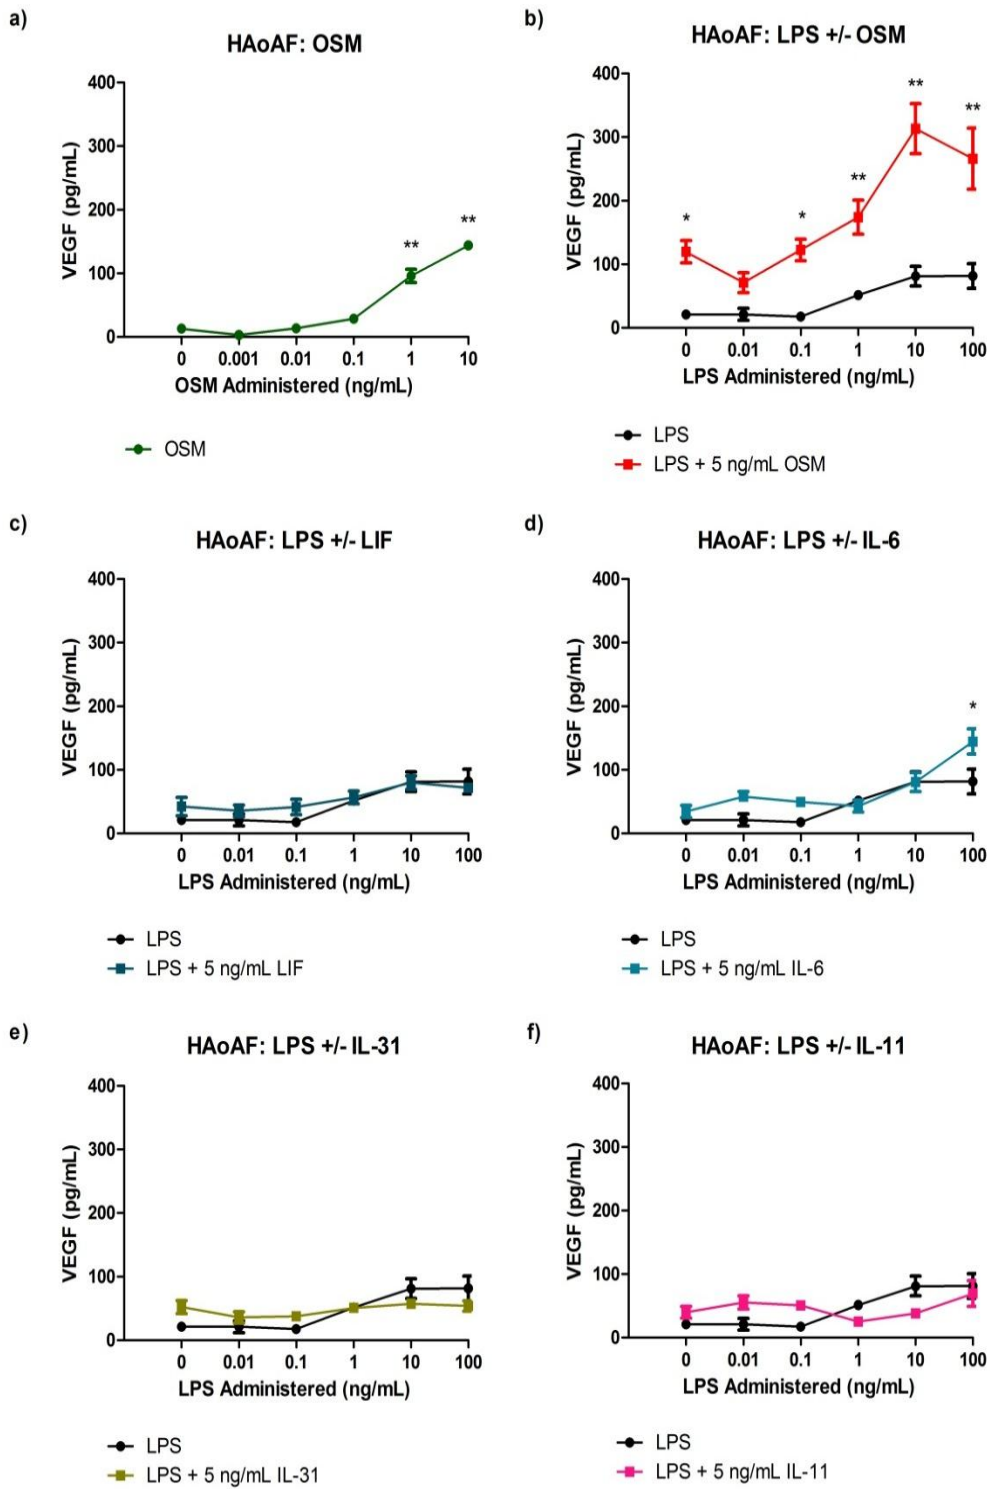 a)
HAoAF: OSM
400
300
200
100
0
VEGF (pg/mL)
** **
0 0.001 0.01 0.1 1 10
OSM Administered (ng/mL)
OSM
b)
HAoAF: LPS +/- OSM
400
300
200
100
0
VEGF (pg/mL)
* * ** ** **
0 0.01 0.1 1 10 100
LPS Administered (ng/mL)
LPS
LPS + 5 ng/mL OSM
c)
HAoAF: LPS +/- LIF
400
300
200
100
0
VEGF (pg/mL)
0 0.01 0.1 1 10 100
LPS Administered (ng/mL)
LPS
LPS + 5 ng/mL LIF
d)
HAoAF: LPS +/- IL-6
400
300
200
100
0
VEGF (pg/mL)
*
0 0.01 0.1 1 10 100
LPS Administered (ng/mL)
LPS
LPS + 5 ng/mL IL-6
e)
HAoAF: LPS +/- IL-31
400
300
200
100
0
VEGF (pg/mL)
0 0.01 0.1 1 10 100
LPS Administered (ng/mL)
LPS
LPS + 5 ng/mL IL-31
f)
HAoAF: LPS +/- IL-11
400
300
200
100
0
VEGF (pg/mL)
0 0.01 0.1 1 10 100
LPS Administered (ng/mL)
LPS
LPS + 5 ng/mL IL-11